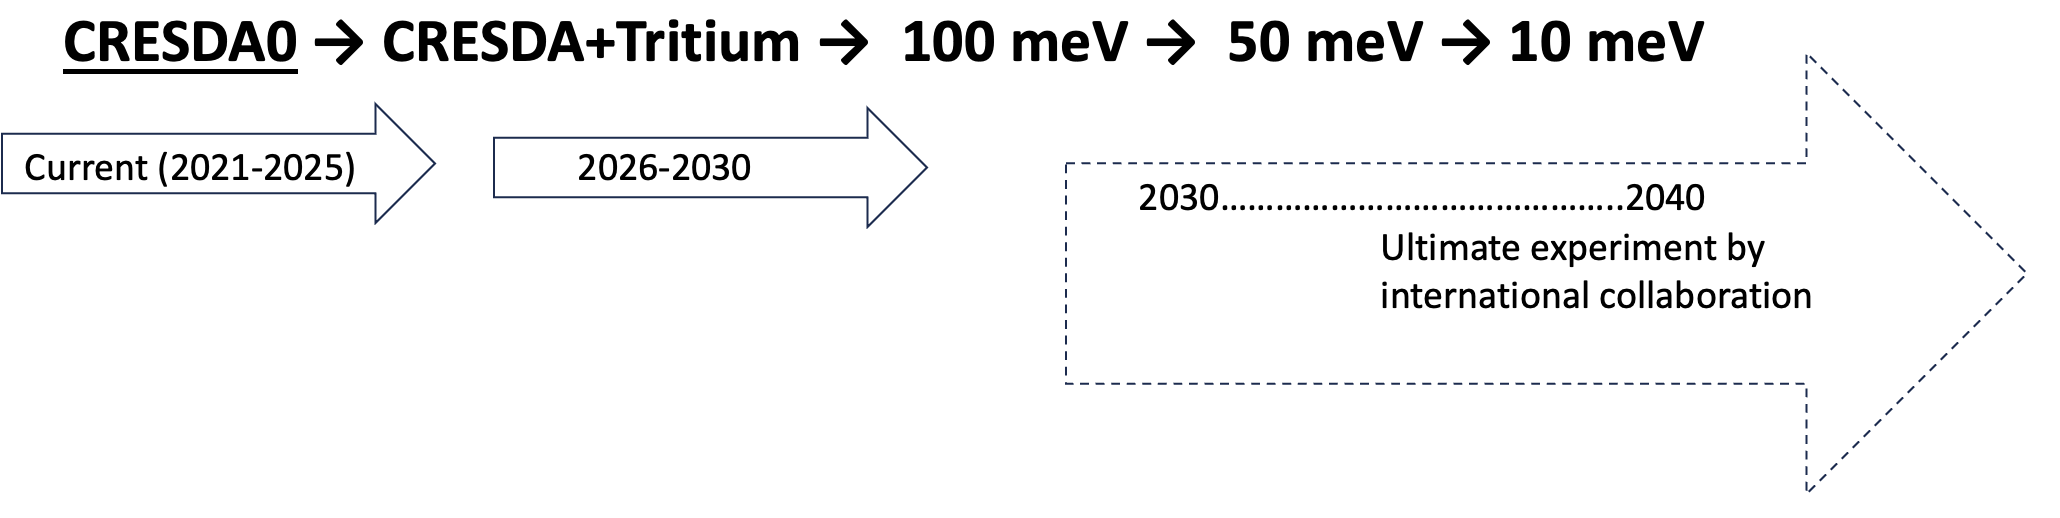 CRESDA0 → CRESDA+Tritium → 100 meV → 50 meV → 10 meV
Current (2021-2025)
2026-2030
2030……………………………………..2040
Ultimate experiment by
international collaboration